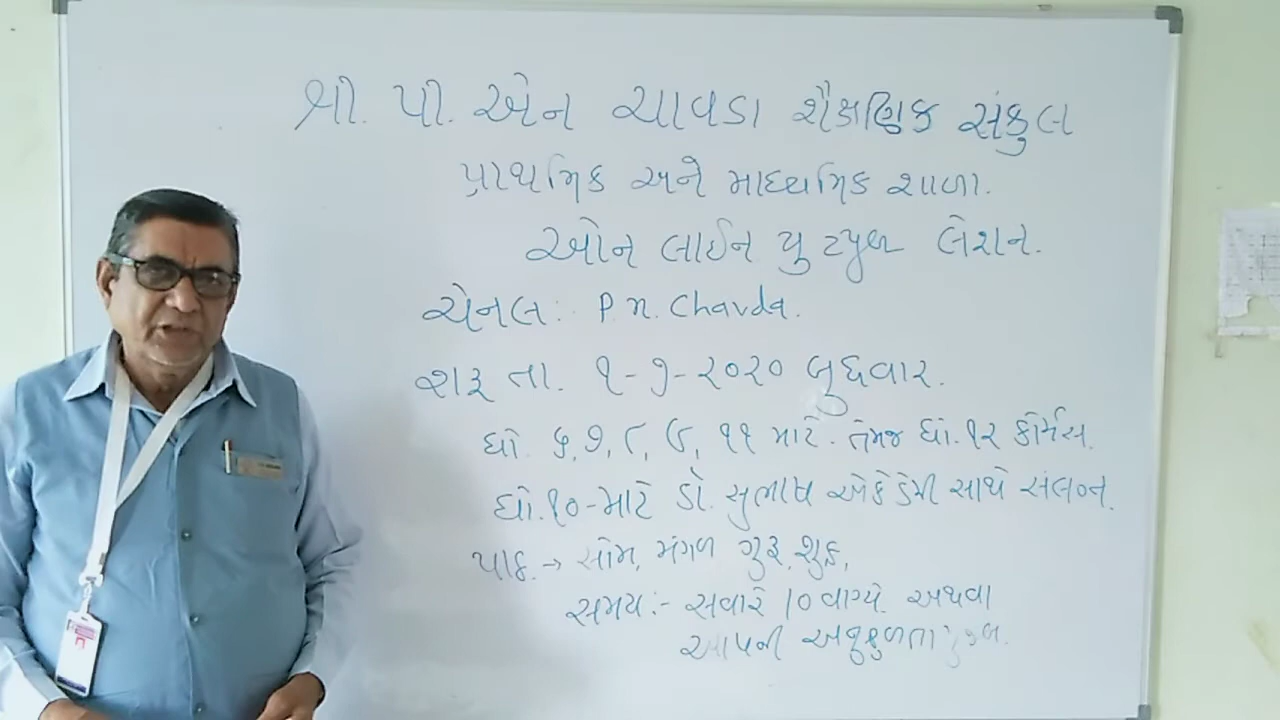 શ્રી. પી. એન ચાવડા શૈક્ષણિક સંકુલ
પ્રાથમિક અને માધ્યમિક શાળા.
ઓન લાઈન યુ ટ્યુબ લેશન.
ચેનલ: P. N. Chavda.
શરૂ તા. ૧-૭-૨૦૨૦ બુધવાર.
ધો. ૬, ૭, ૮, ૯, ૧૧ માટે. તેમજ ધો. ૧૨ કોર્મસ.
ધો. ૧૦-માટે ડો. સુભાષ એકેડેમી સાથે સંલગ્ન.
પાઠ. → સોમ, મંગળ ગુરૂ, શુક્ર,
સમય:- સવારે 10 વાગ્યે અથવા
આપની અનુકુળતા મુજબ.